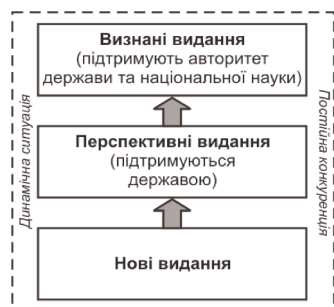 Визнані видання
(підтримують авторитет
держави та національної науки)
Перспективні видання
(підтримуються
державою)
Нові видання
Динамічна ситуація
Постійна конкуренція